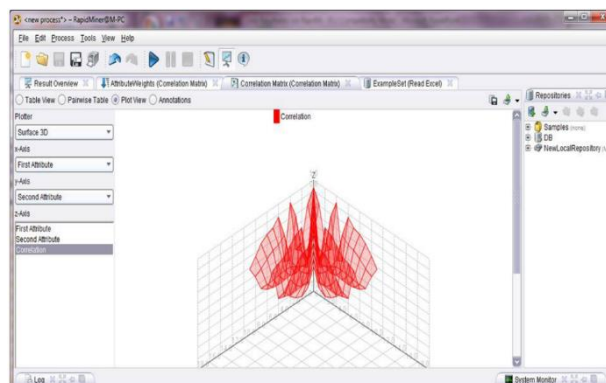 <new process*> – RapidMiner@M-PC
File Edit Process Tools View Help
Result Overview
AttributeWeights (Correlation Matrix)
Correlation Matrix (Correlation Matrix)
ExampleSet (Read Excel)
Table View Pairwise Table Plot View Annotations
Plotter
Surface 3D
x-Axis
First Attribute
y-Axis
Second Attribute
z-Axis
First Attribute
Second Attribute
Correlation
Correlation
Z
Repositories
Samples (none)
DB
NewLocalRepository
Log
System Monitor